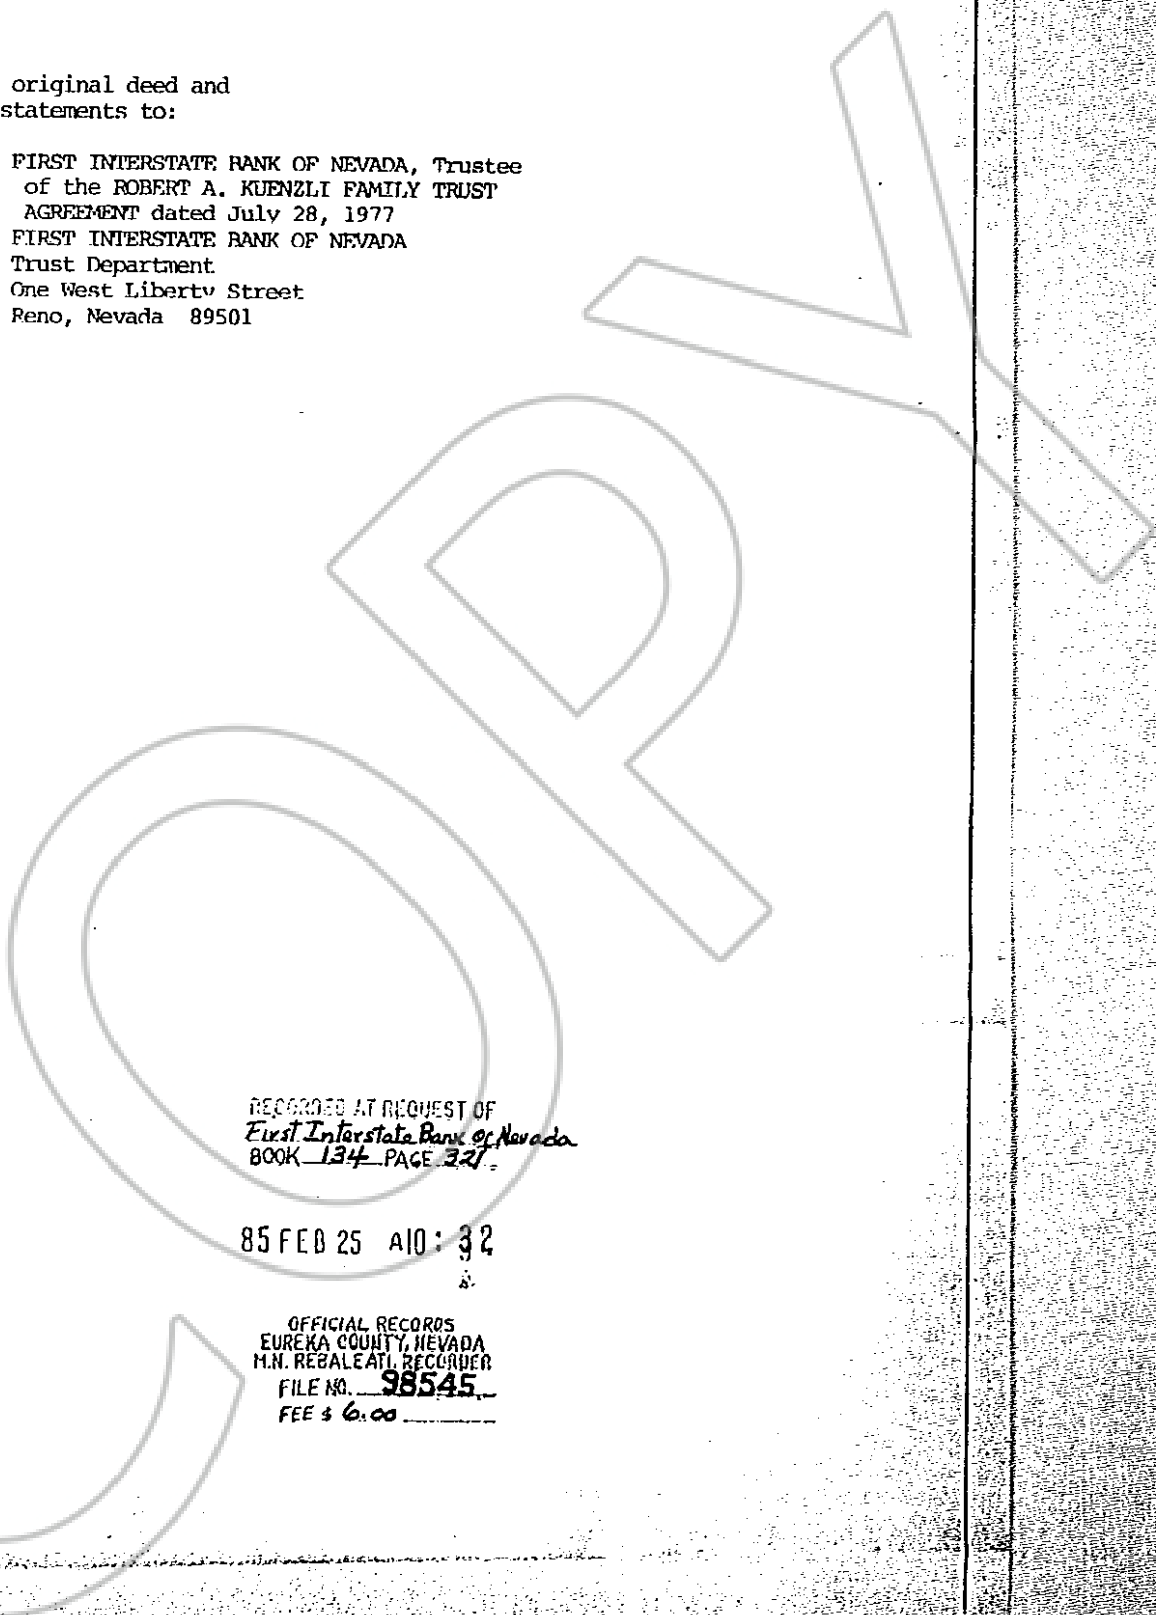 original deed and
statements to:
FIRST INTERSTATE BANK OF NEVADA, Trustee
of the ROBERT A. KUENZLI FAMILY TRUST
AGREEMENT dated July 28, 1977
FIRST INTERSTATE BANK OF NEVADA
Trust Department
One West Liberty Street
Reno, Nevada 89501
COPY
RECORDED AT REQUEST OF
First Interstate Bank of Nevada
BOOK 134 PAGE 321
85 FEB 25 A10:32
OFFICIAL RECORDS
EUREKA COUNTY, NEVADA
M.N. REBALEATI, RECORDER
FILE NO. 98545
FEE $ 6.00